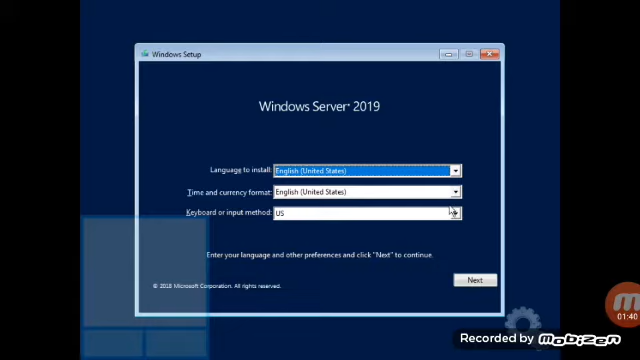 Windows Setup
Windows Server® 2019
Language to install: English (United States)
Time and currency format: English (United States)
Keyboard or input method: US
Enter your language and other preferences and click "Next" to continue.
© 2018 Microsoft Corporation. All rights reserved.
Next
01:40
Recorded by MOBIZEN